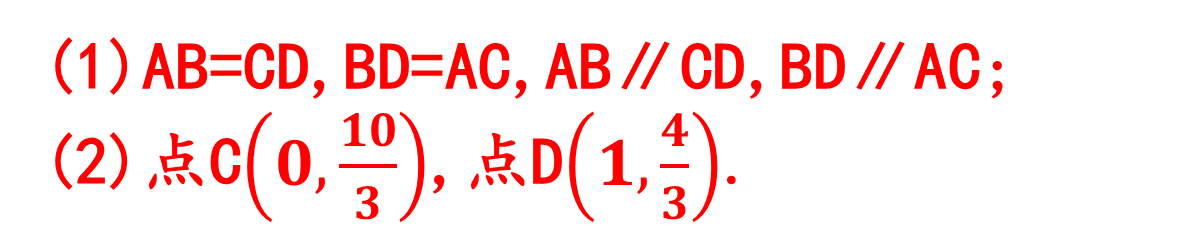 (1)AB=CD,BD=AC,AB∥CD,BD∥AC;
(2)点C(0,10/3),点D(1,4/3).